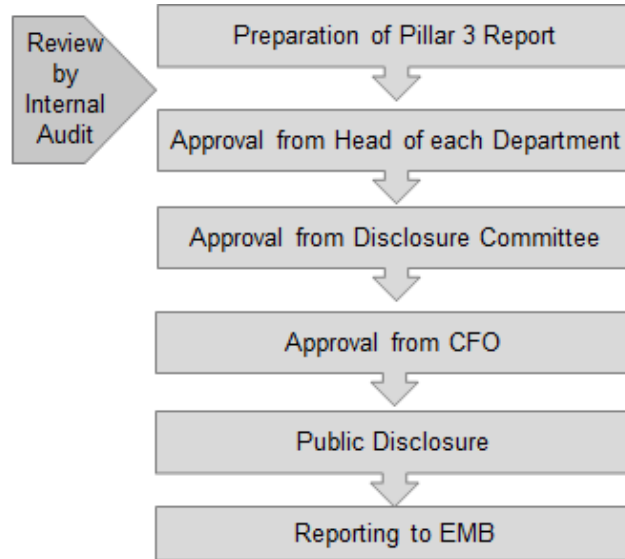 Review
by
Internal
Audit
Preparation of Pillar 3 Report
Approval from Head of each Department
Approval from Disclosure Committee
Approval from CFO
Public Disclosure
Reporting to EMB